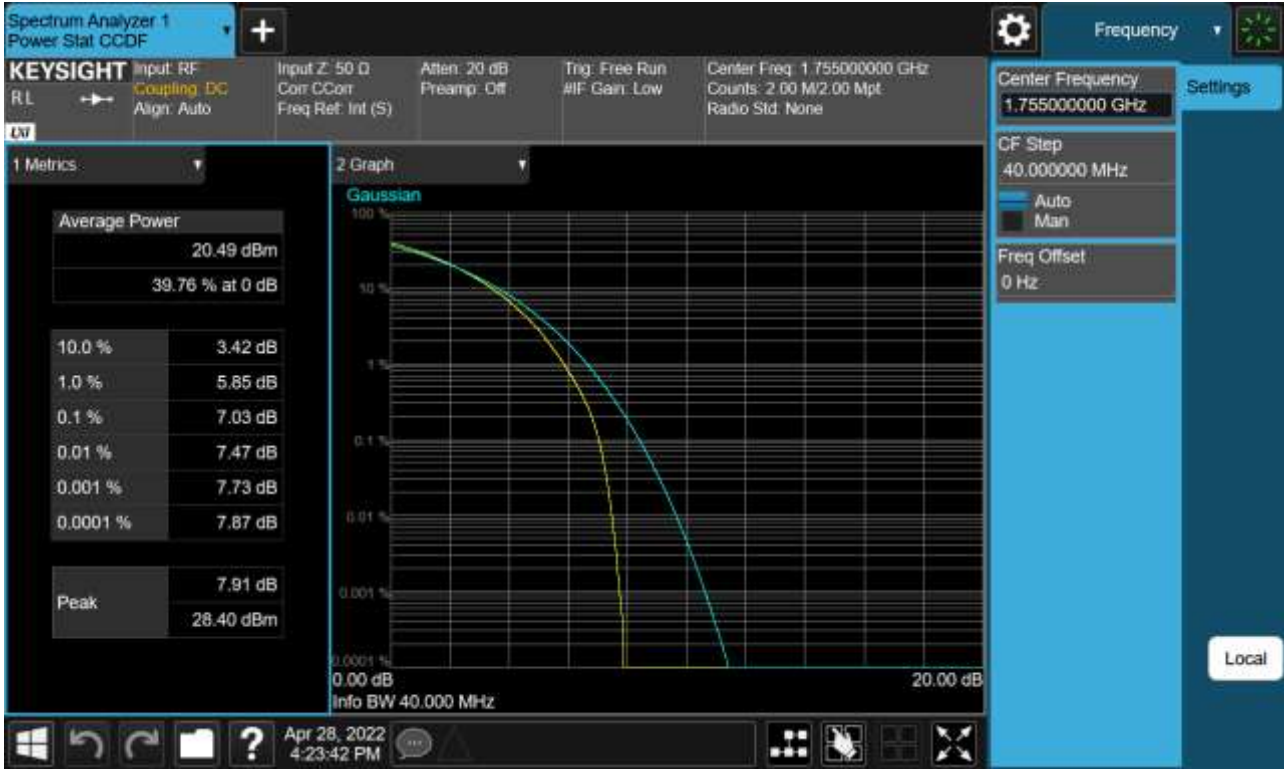 Spectrum Analyzer 1
Power Stat CCDF
+
Frequency
KEYSIGHT
RL
LXI
Input: RF
Coupling: DC
Align: Auto
Input Z: 50 Ω
Corr CCorr
Freq Ref: Int (S)
Atten: 20 dB
Preamp: Off
Trig: Free Run
#IF Gain: Low
Center Freq: 1.755000000 GHz
Counts: 2.00 M/2.00 Mpt
Radio Std: None
Center Frequency
1.755000000 GHz
Settings
CF Step
40.000000 MHz
Auto
Man
Freq Offset
0 Hz
Local
1 Metrics
Average Power
20.49 dBm
39.76 % at 0 dB
10.0 % 3.42 dB
1.0 % 5.85 dB
0.1 % 7.03 dB
0.01 % 7.47 dB
0.001 % 7.73 dB
0.0001 % 7.87 dB
Peak
7.91 dB
28.40 dBm
2 Graph
Gaussian
100 %
10 %
1 %
0.1 %
0.01 %
0.001 %
0.0001 %
0.00 dB 20.00 dB
Info BW 40.000 MHz
?
Apr 28, 2022
4:23:42 PM